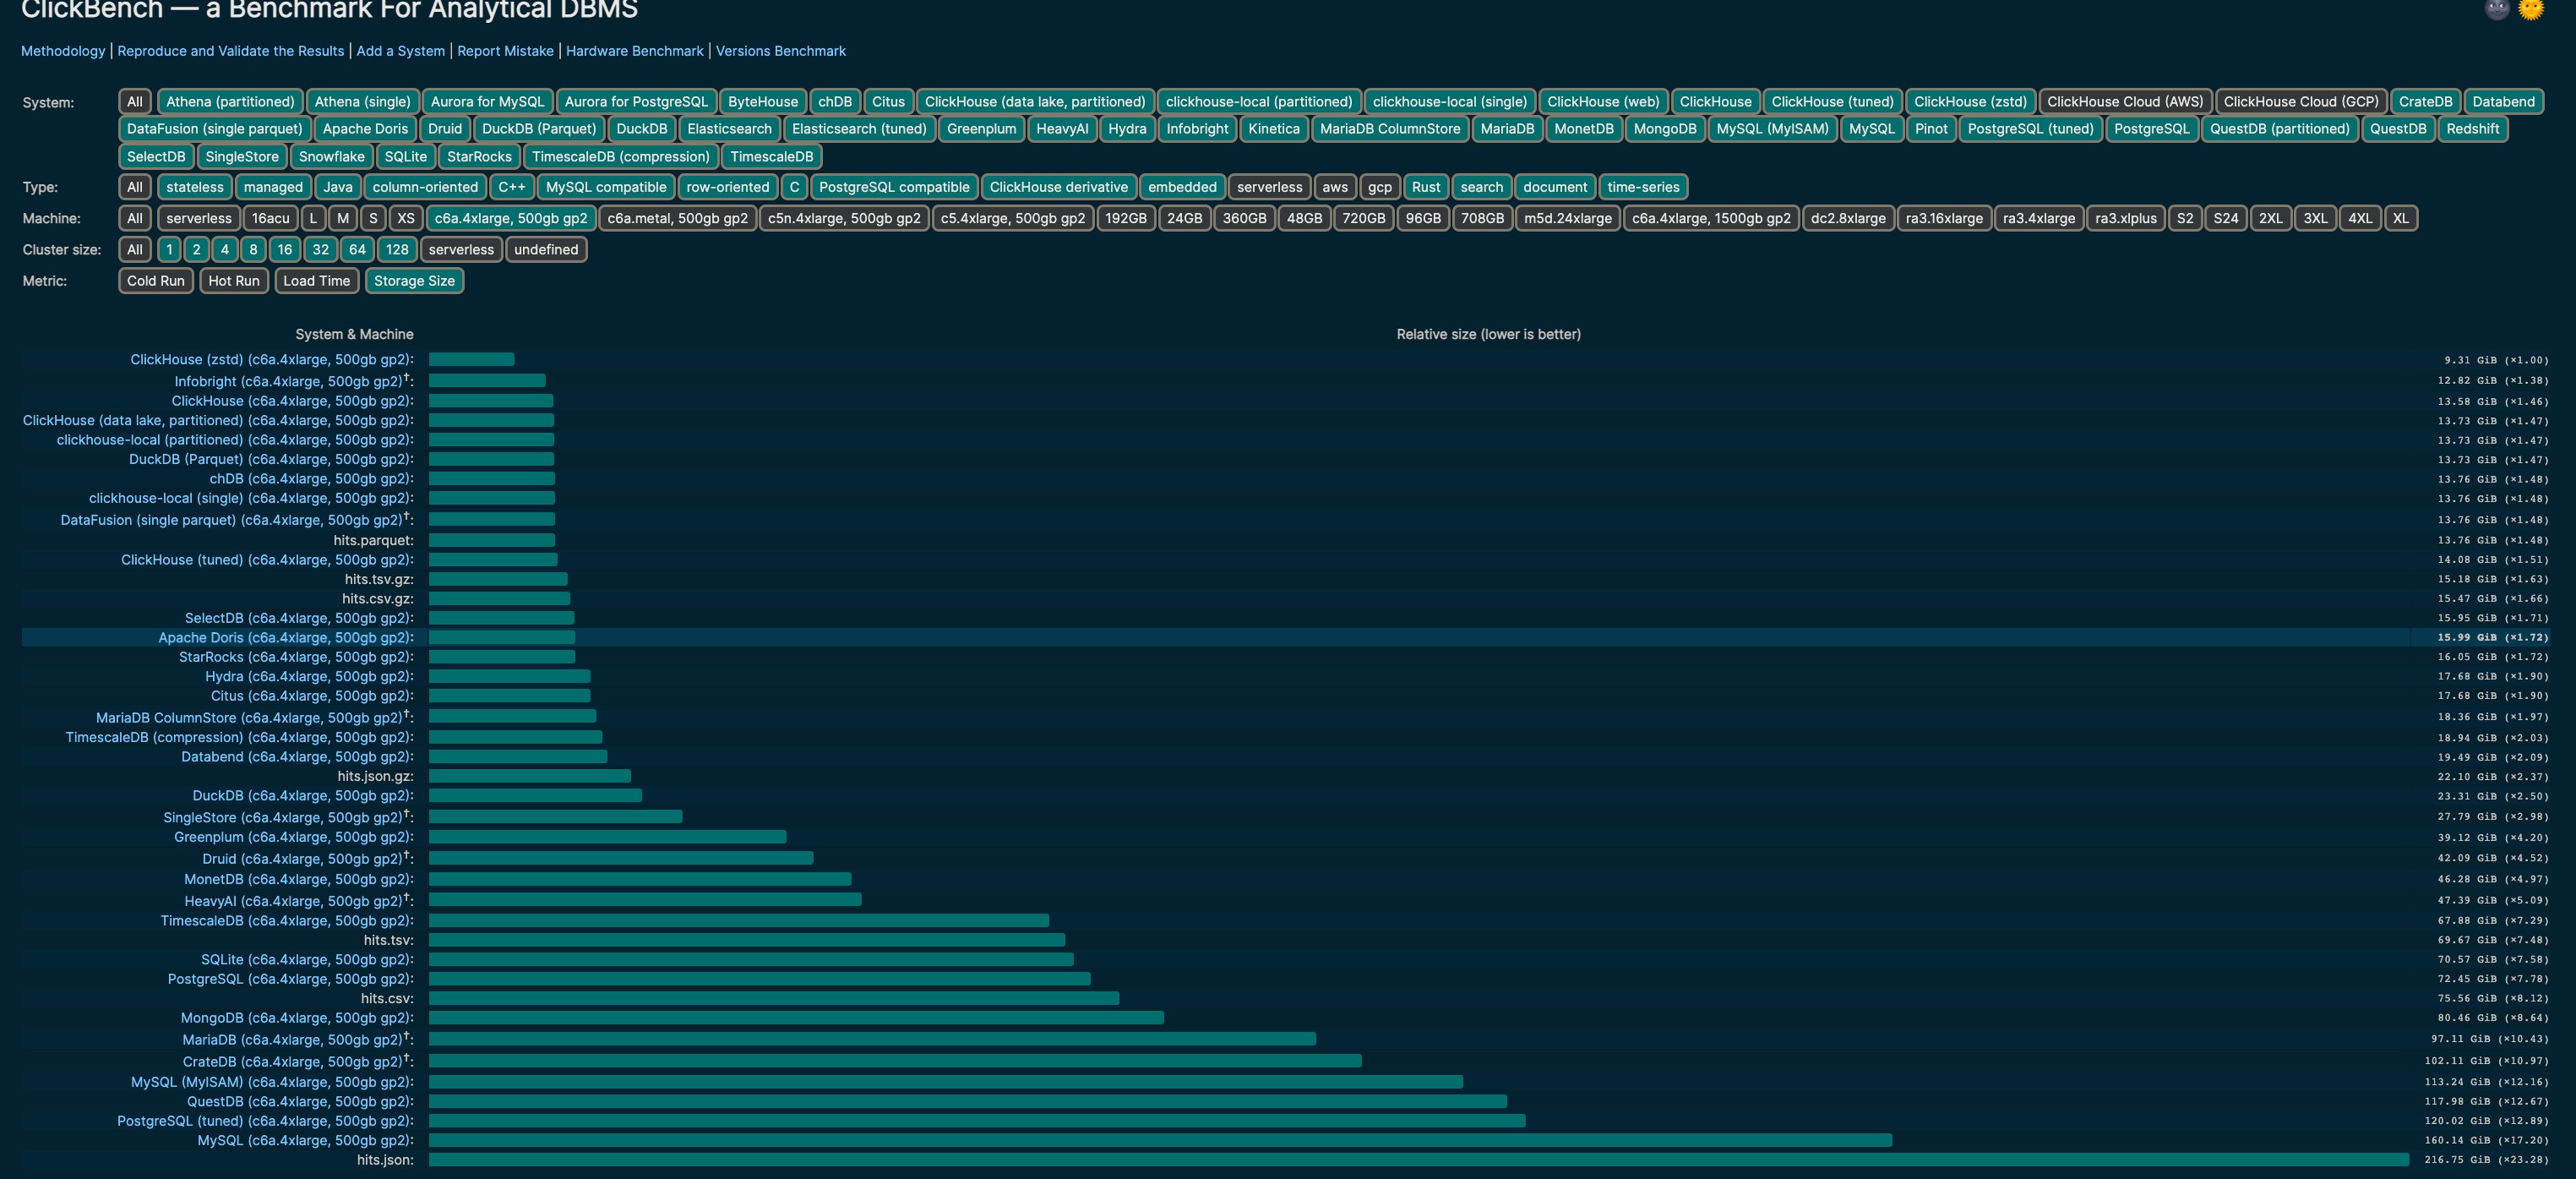 ClickBench — a Benchmark For Analytical DBMS
Methodology | Reproduce and Validate the Results | Add a System | Report Mistake | Hardware Benchmark | Versions Benchmark
System: All Athena (partitioned) Athena (single) Aurora for MySQL Aurora for PostgreSQL ByteHouse chDB Citus ClickHouse (data lake, partitioned) clickhouse-local (partitioned) clickhouse-local (single) ClickHouse (web) ClickHouse ClickHouse (tuned) ClickHouse (zstd) ClickHouse Cloud (AWS) ClickHouse Cloud (GCP) CrateDB Databend
DataFusion (single parquet) Apache Doris Druid DuckDB (Parquet) DuckDB Elasticsearch Elasticsearch (tuned) Greenplum HeavyAI Hydra Infobright Kinetica MariaDB ColumnStore MariaDB MonetDB MongoDB MySQL (MyISAM) MySQL Pinot PostgreSQL (tuned) PostgreSQL QuestDB (partitioned) QuestDB Redshift
SelectDB SingleStore Snowflake SQLite StarRocks TimescaleDB (compression) TimescaleDB
Type: All stateless managed Java column-oriented C++ MySQL compatible row-oriented C PostgreSQL compatible ClickHouse derivative embedded serverless aws gcp Rust search document time-series
Machine: All serverless 16acu L M S XS c6a.4xlarge, 500gb gp2 c6a.metal, 500gb gp2 c5n.4xlarge, 500gb gp2 c5.4xlarge, 500gb gp2 192GB 24GB 360GB 48GB 720GB 96GB 708GB m5d.24xlarge c6a.4xlarge, 1500gb gp2 dc2.8xlarge ra3.16xlarge ra3.4xlarge ra3.xlplus S2 S24 2XL 3XL 4XL XL
Cluster size: All 1 2 4 8 16 32 64 128 serverless undefined
Metric: Cold Run Hot Run Load Time Storage Size
System & Machine Relative size (lower is better)
ClickHouse (zstd) (c6a.4xlarge, 500gb gp2): 9.31 GiB (×1.00)
Infobright (c6a.4xlarge, 500gb gp2)†: 12.82 GiB (×1.38)
ClickHouse (c6a.4xlarge, 500gb gp2): 13.58 GiB (×1.46)
ClickHouse (data lake, partitioned) (c6a.4xlarge, 500gb gp2): 13.73 GiB (×1.47)
clickhouse-local (partitioned) (c6a.4xlarge, 500gb gp2): 13.73 GiB (×1.47)
DuckDB (Parquet) (c6a.4xlarge, 500gb gp2): 13.73 GiB (×1.47)
chDB (c6a.4xlarge, 500gb gp2): 13.76 GiB (×1.48)
clickhouse-local (single) (c6a.4xlarge, 500gb gp2): 13.76 GiB (×1.48)
DataFusion (single parquet) (c6a.4xlarge, 500gb gp2)†: 13.76 GiB (×1.48)
hits.parquet: 13.76 GiB (×1.48)
ClickHouse (tuned) (c6a.4xlarge, 500gb gp2): 14.08 GiB (×1.51)
hits.tsv.gz: 15.18 GiB (×1.63)
hits.csv.gz: 15.47 GiB (×1.66)
SelectDB (c6a.4xlarge, 500gb gp2): 15.95 GiB (×1.71)
Apache Doris (c6a.4xlarge, 500gb gp2): 15.99 GiB (×1.72)
StarRocks (c6a.4xlarge, 500gb gp2): 16.05 GiB (×1.72)
Hydra (c6a.4xlarge, 500gb gp2): 17.68 GiB (×1.90)
Citus (c6a.4xlarge, 500gb gp2): 17.68 GiB (×1.90)
MariaDB ColumnStore (c6a.4xlarge, 500gb gp2)†: 18.36 GiB (×1.97)
TimescaleDB (compression) (c6a.4xlarge, 500gb gp2): 18.94 GiB (×2.03)
Databend (c6a.4xlarge, 500gb gp2): 19.49 GiB (×2.09)
hits.json.gz: 22.10 GiB (×2.37)
DuckDB (c6a.4xlarge, 500gb gp2): 23.31 GiB (×2.50)
SingleStore (c6a.4xlarge, 500gb gp2)†: 27.79 GiB (×2.98)
Greenplum (c6a.4xlarge, 500gb gp2): 39.12 GiB (×4.20)
Druid (c6a.4xlarge, 500gb gp2)†: 42.09 GiB (×4.52)
MonetDB (c6a.4xlarge, 500gb gp2): 46.28 GiB (×4.97)
HeavyAI (c6a.4xlarge, 500gb gp2)†: 47.39 GiB (×5.09)
TimescaleDB (c6a.4xlarge, 500gb gp2): 67.88 GiB (×7.29)
hits.tsv: 69.67 GiB (×7.48)
SQLite (c6a.4xlarge, 500gb gp2): 70.57 GiB (×7.58)
PostgreSQL (c6a.4xlarge, 500gb gp2): 72.45 GiB (×7.78)
hits.csv: 75.56 GiB (×8.12)
MongoDB (c6a.4xlarge, 500gb gp2): 80.46 GiB (×8.64)
MariaDB (c6a.4xlarge, 500gb gp2)†: 97.11 GiB (×10.43)
CrateDB (c6a.4xlarge, 500gb gp2)†: 102.11 GiB (×10.97)
MySQL (MyISAM) (c6a.4xlarge, 500gb gp2): 113.24 GiB (×12.16)
QuestDB (c6a.4xlarge, 500gb gp2): 117.98 GiB (×12.67)
PostgreSQL (tuned) (c6a.4xlarge, 500gb gp2): 120.02 GiB (×12.89)
MySQL (c6a.4xlarge, 500gb gp2): 160.14 GiB (×17.20)
hits.json: 216.75 GiB (×23.28)